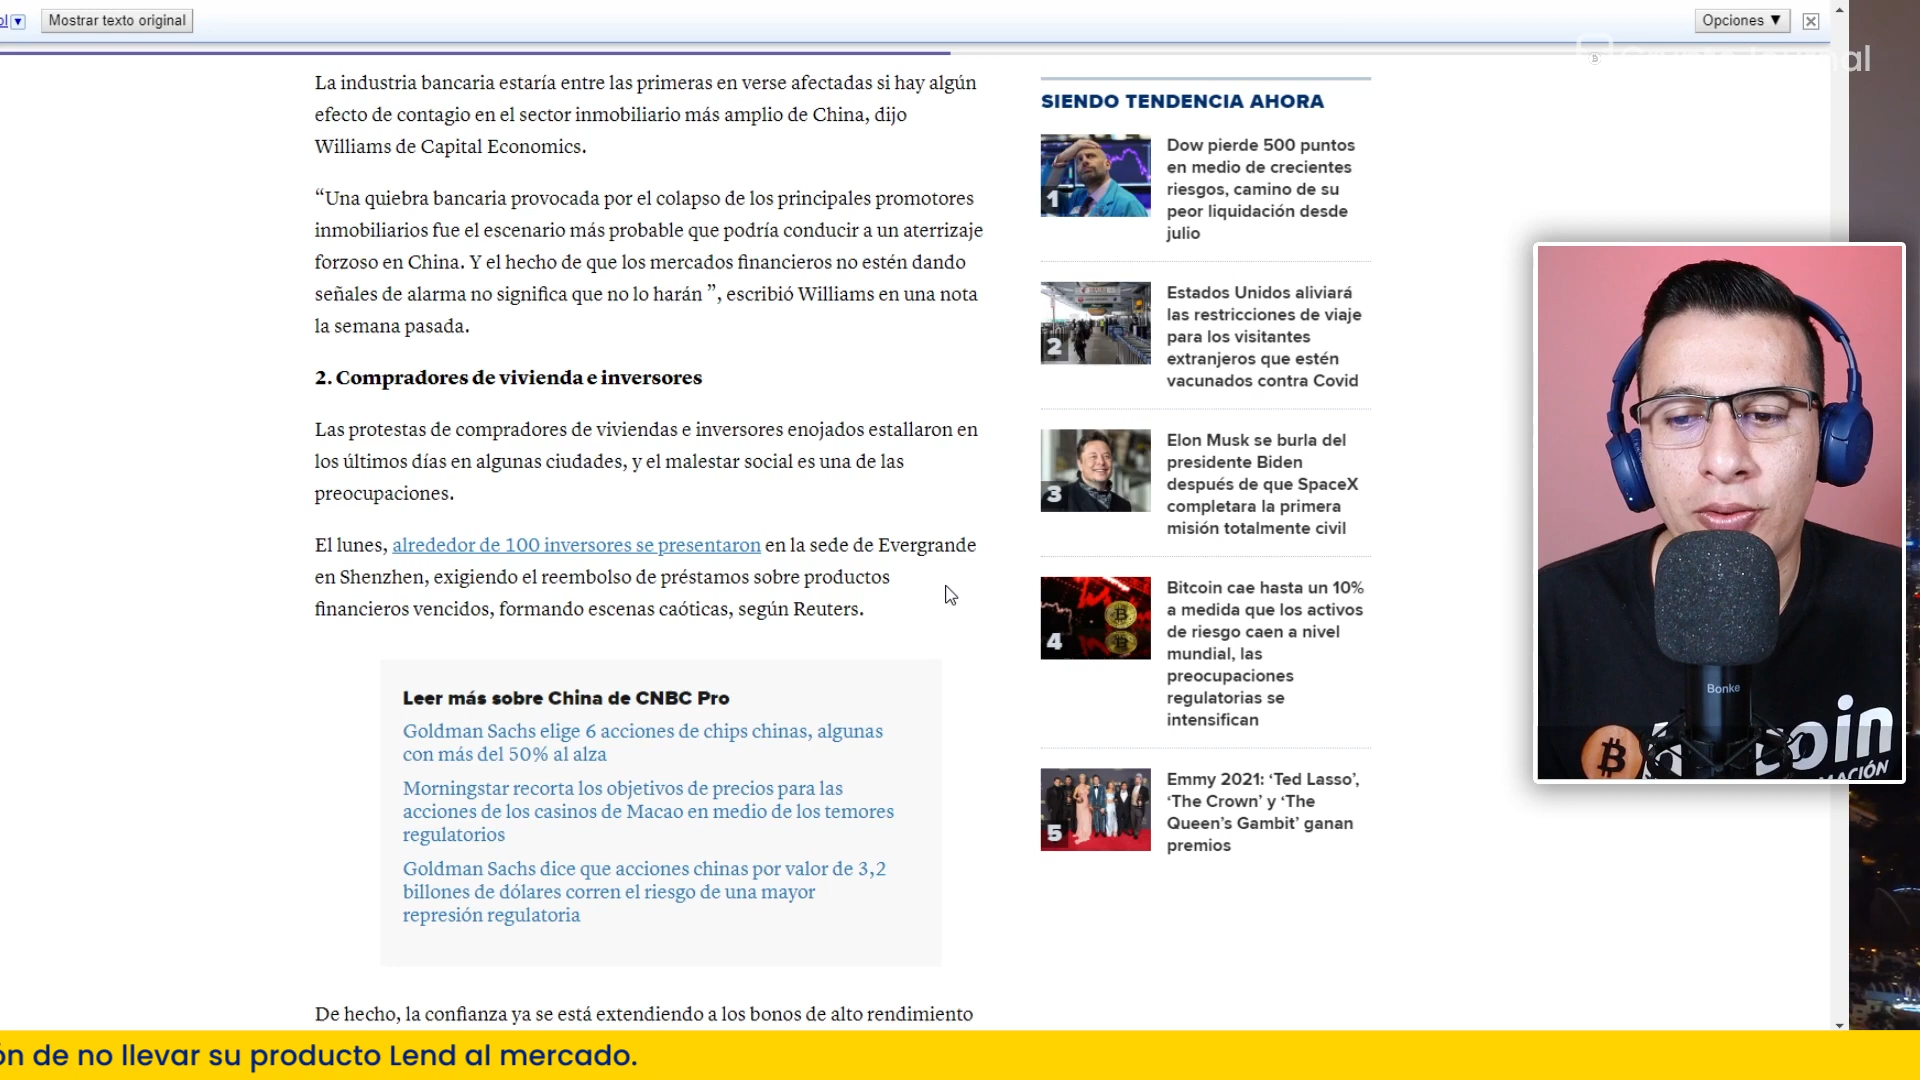 ol
Mostrar texto original
Opciones ▼
La industria bancaria estaría entre las primeras en verse afectadas si hay algún
efecto de contagio en el sector inmobiliario más amplio de China, dijo
Williams de Capital Economics.
“Una quiebra bancaria provocada por el colapso de los principales promotores
inmobiliarios fue el escenario más probable que podría conducir a un aterrizaje
forzoso en China. Y el hecho de que los mercados financieros no estén dando
señales de alarma no significa que no lo harán ”, escribió Williams en una nota
la semana pasada.
2. Compradores de vivienda e inversores
Las protestas de compradores de viviendas e inversores enojados estallaron en
los últimos días en algunas ciudades, y el malestar social es una de las
preocupaciones.
El lunes, alrededor de 100 inversores se presentaron en la sede de Evergrande
en Shenzhen, exigiendo el reembolso de préstamos sobre productos
financieros vencidos, formando escenas caóticas, según Reuters.
Leer más sobre China de CNBC Pro
Goldman Sachs elige 6 acciones de chips chinas, algunas
con más del 50% al alza
Morningstar recorta los objetivos de precios para las
acciones de los casinos de Macao en medio de los temores
regulatorios
Goldman Sachs dice que acciones chinas por valor de 3,2
billones de dólares corren el riesgo de una mayor
represión regulatoria
De hecho, la confianza ya se está extendiendo a los bonos de alto rendimiento
SIENDO TENDENCIA AHORA
1
Dow pierde 500 puntos
en medio de crecientes
riesgos, camino de su
peor liquidación desde
julio
2
Estados Unidos aliviará
las restricciones de viaje
para los visitantes
extranjeros que estén
vacunados contra Covid
3
Elon Musk se burla del
presidente Biden
después de que SpaceX
completara la primera
misión totalmente civil
4
Bitcoin cae hasta un 10%
a medida que los activos
de riesgo caen a nivel
mundial, las
preocupaciones
regulatorias se
intensifican
5
Emmy 2021: ‘Ted Lasso’,
‘The Crown’ y ‘The
Queen’s Gambit’ ganan
premios
Bonke
ón de no llevar su producto Lend al mercado.